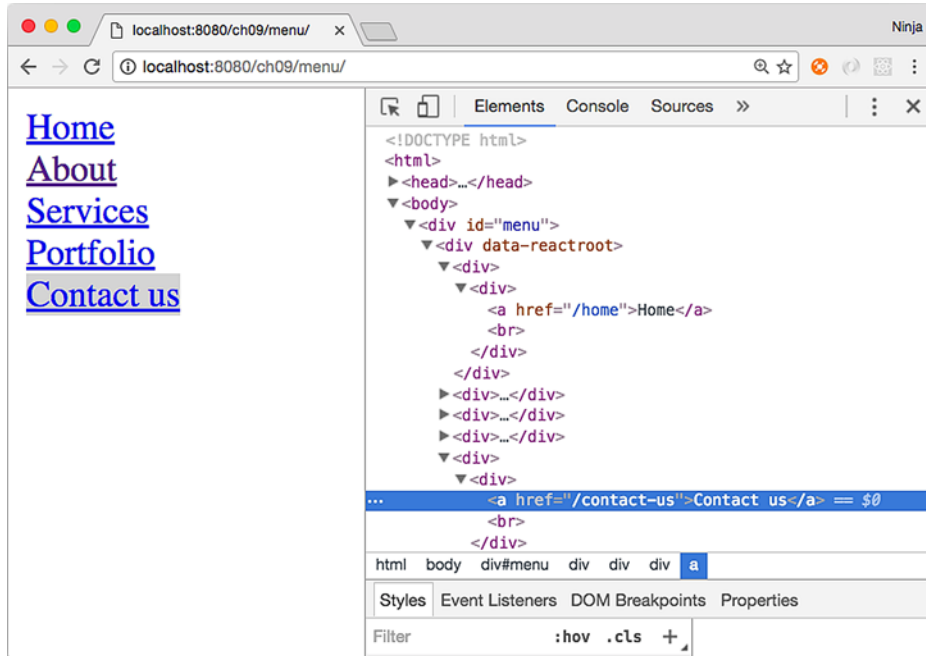 localhost:8080/ch09/menu/ ×
Ninja
localhost:8080/ch09/menu/
Home
About
Services
Portfolio
Contact us
Elements Console Sources »
<!DOCTYPE html>
<html>
▶<head>…</head>
▼<body>
▼<div id="menu">
▼<div data-reactroot>
▼<div>
▼<div>
<a href="/home">Home</a>
<br>
</div>
</div>
▶<div>…</div>
▶<div>…</div>
▶<div>…</div>
▼<div>
▼<div>
… <a href="/contact-us">Contact us</a> == $0
<br>
</div>
html body div#menu div div div a
Styles Event Listeners DOM Breakpoints Properties
Filter :hov .cls +